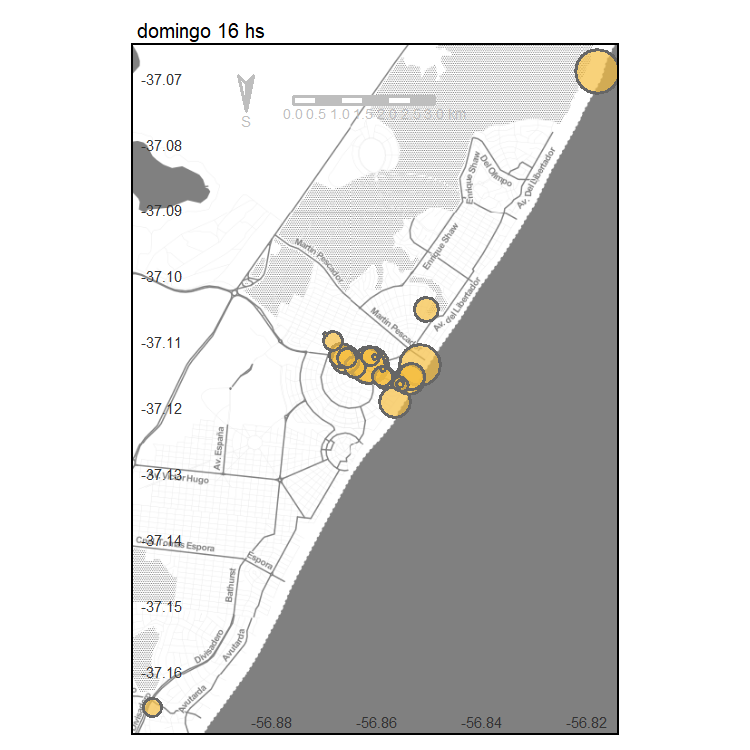 domingo 16 hs
-37.07
S
0.0 0.5 1.0 1.5 2.0 2.5 3.0 km
-37.08
Enrique Shaw
Del Olimpo
Av. Del Libertador
-37.09
Enrique Shaw
Martín Pescador
-37.10
Av. del Libertador
Martín Pescador
-37.11
-37.12
Av. España
-37.13
Hugo
-37.14
Espora
Espora
Bathurst
-37.15
Divisadero
Avutarda
-37.16
Avutarda
Divisadero
-56.88
-56.86
-56.84
-56.82